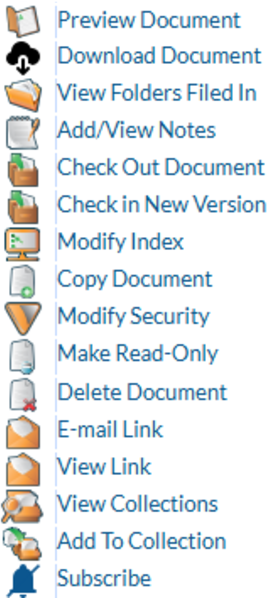 Preview Document
Download Document
View Folders Filed In
Add/View Notes
Check Out Document
Check in New Version
Modify Index
Copy Document
Modify Security
Make Read-Only
Delete Document
E-mail Link
View Link
View Collections
Add To Collection
Subscribe